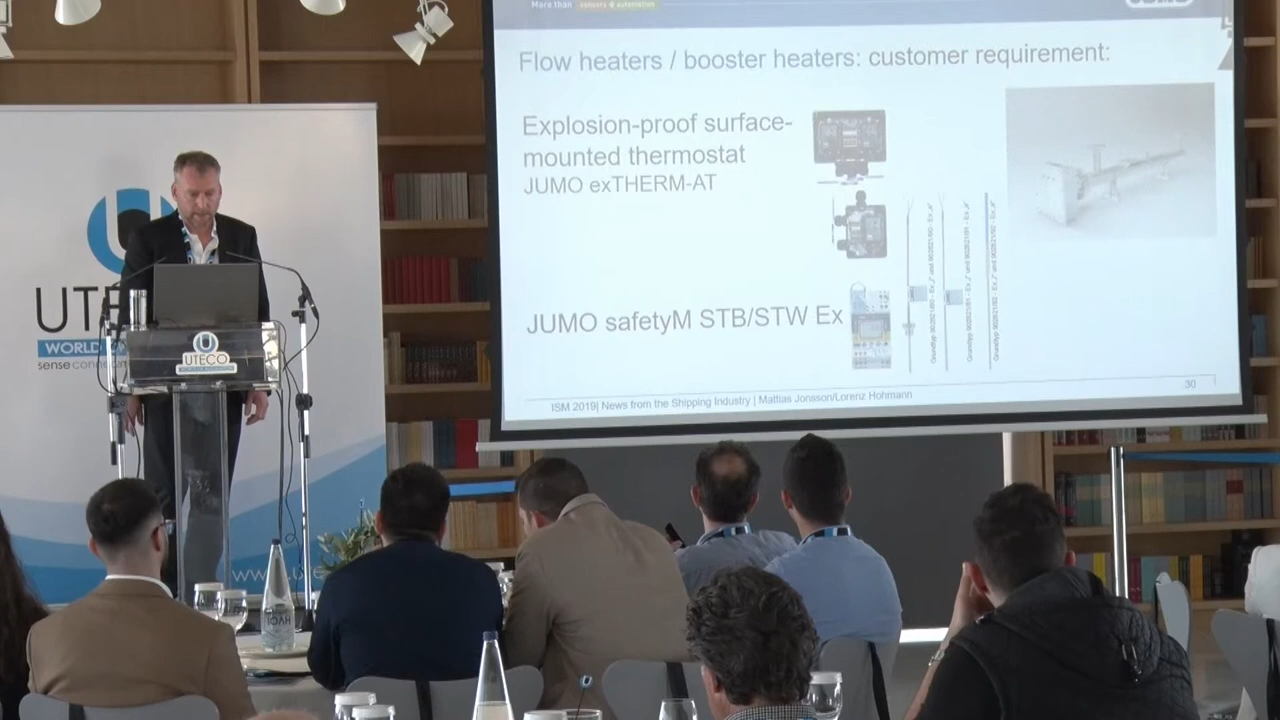 More than sensors + automation
Flow heaters / booster heaters: customer requirement:
Explosion-proof surface-
mounted thermostat
JUMO exTHERM-AT
JUMO safetyM STB/STW Ex
ISM 2019| News from the Shipping Industry | Mattias Jonsson/Lorenz Hohmann
30
UTECO
WORLD
sense
UTECO